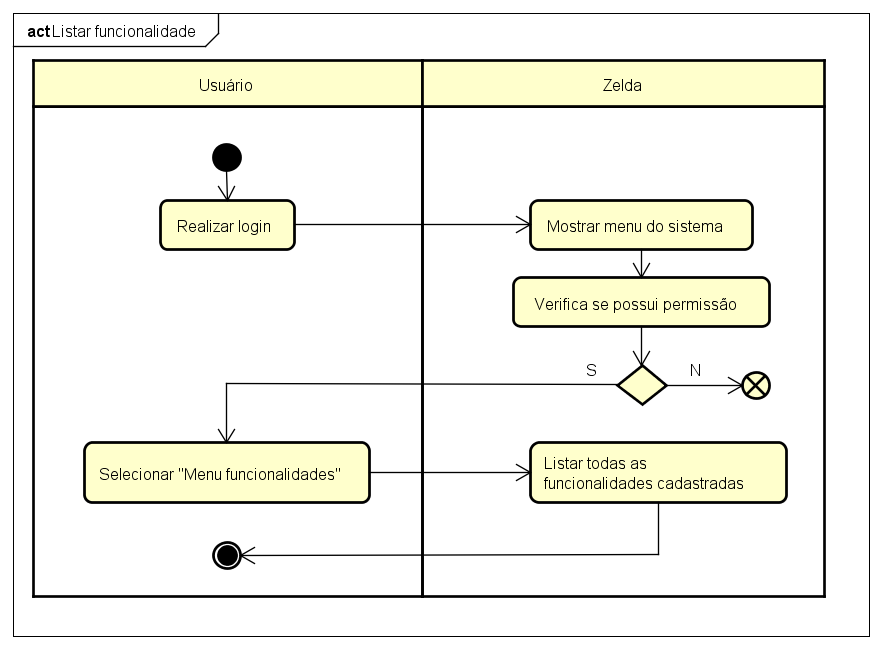 act Listar funcionalidade
Usuário
Zelda
Realizar login
Mostrar menu do sistema
Verifica se possui permissão
S
N
Selecionar "Menu funcionalidades"
Listar todas as
funcionalidades cadastradas